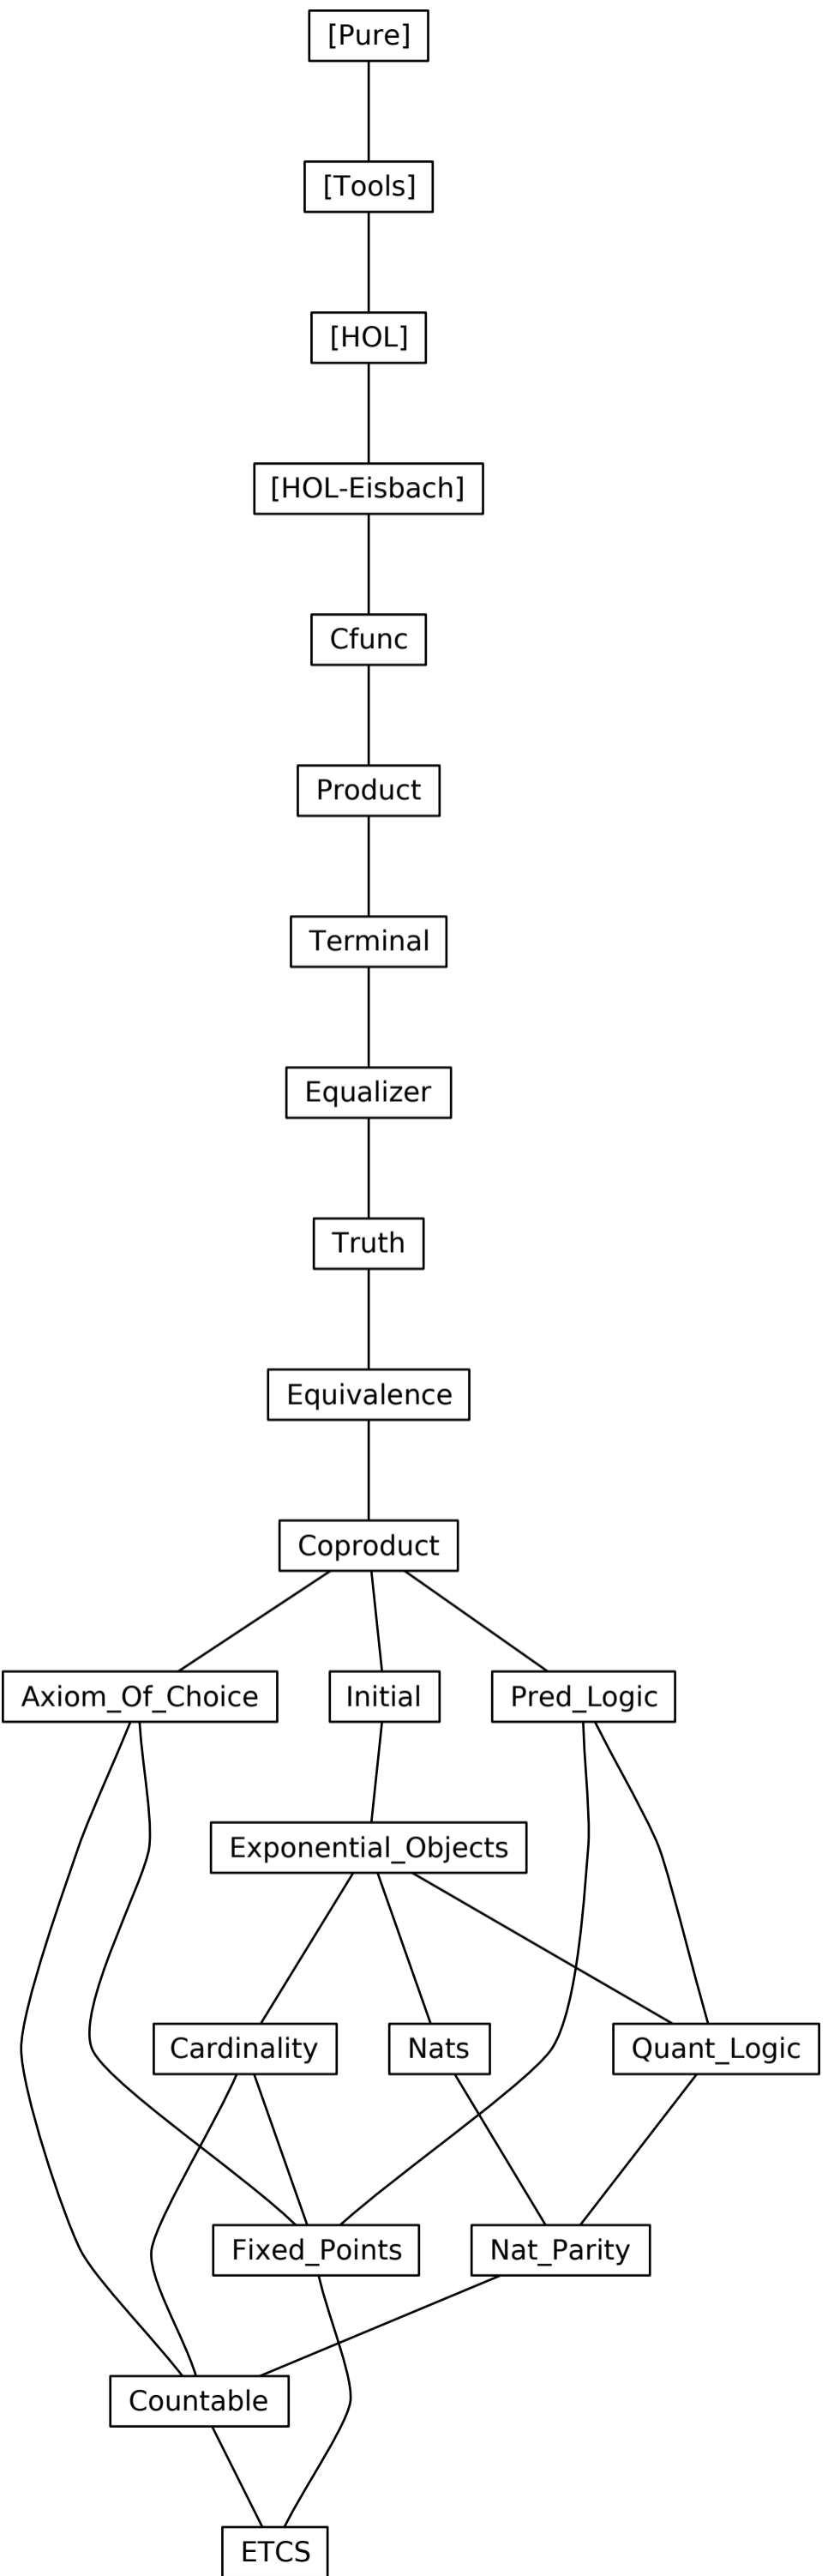 [Pure]
[Tools]
[HOL]
[HOL-Eisbach]
Cfunc
Product
Terminal
Equalizer
Truth
Equivalence
Coproduct
Axiom_Of_Choice
Initial
Pred_Logic
Exponential_Objects
Cardinality
Nats
Quant_Logic
Fixed_Points
Nat_Parity
Countable
ETCS